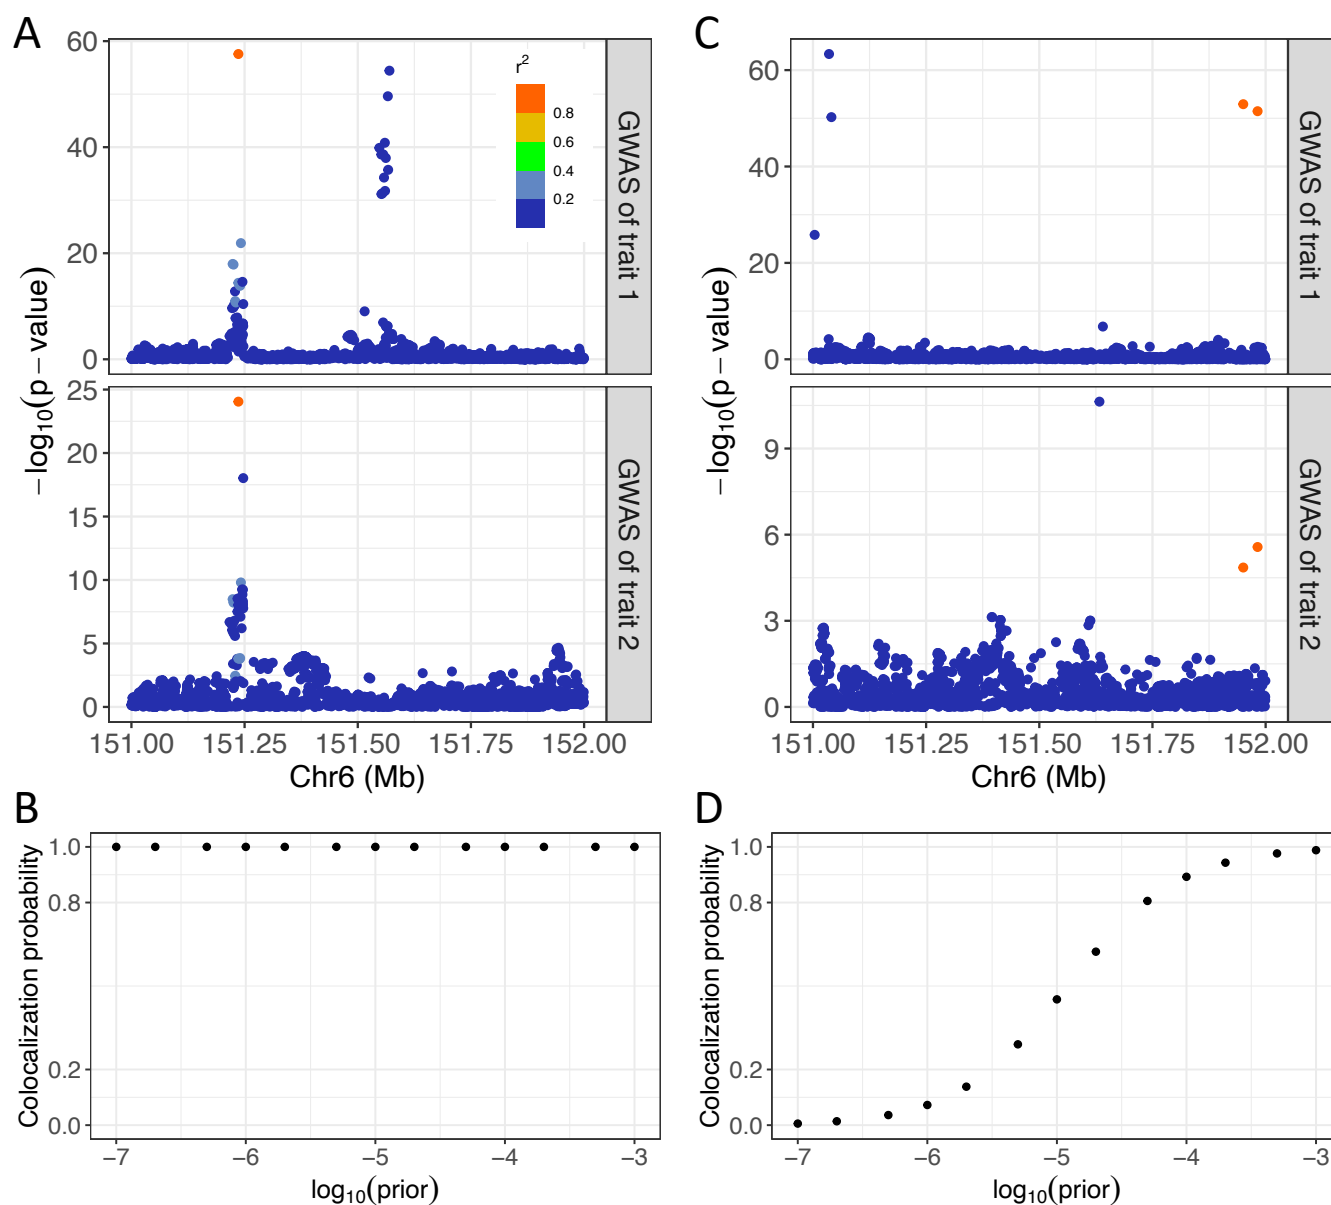 A
60
40
20
0
r²
0.8
0.6
0.4
0.2
GWAS of trait 1
−log₁₀(p − value)
25
20
15
10
5
0
GWAS of trait 2
151.00 151.25 151.50 151.75 152.00
Chr6 (Mb)
C
60
40
20
0
GWAS of trait 1
−log₁₀(p − value)
9
6
3
0
GWAS of trait 2
151.00 151.25 151.50 151.75 152.00
Chr6 (Mb)
B
Colocalization probability
1.0
0.8
0.2
0.0
−7 −6 −5 −4 −3
log₁₀(prior)
D
Colocalization probability
1.0
0.8
0.2
0.0
−7 −6 −5 −4 −3
log₁₀(prior)